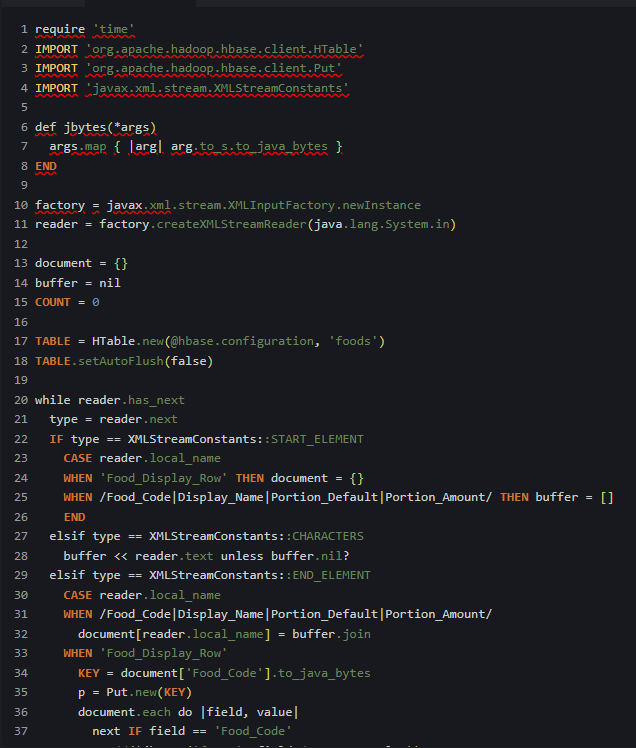 1 require 'time'
2 IMPORT 'org.apache.hadoop.hbase.client.HTable'
3 IMPORT 'org.apache.hadoop.hbase.client.Put'
4 IMPORT 'javax.xml.stream.XMLStreamConstants'
5
6 def jbytes(*args)
7 args.map { |arg| arg.to_s.to_java_bytes }
8 END
9
10 factory = javax.xml.stream.XMLInputFactory.newInstance
11 reader = factory.createXMLStreamReader(java.lang.System.in)
12
13 document = {}
14 buffer = nil
15 COUNT = 0
16
17 TABLE = HTable.new(@hbase.configuration, 'foods')
18 TABLE.setAutoFlush(false)
19
20 while reader.has_next
21 type = reader.next
22 IF type == XMLStreamConstants::START_ELEMENT
23 CASE reader.local_name
24 WHEN 'Food_Display_Row' THEN document = {}
25 WHEN /Food_Code|Display_Name|Portion_Default|Portion_Amount/ THEN buffer = []
26 END
27 elsif type == XMLStreamConstants::CHARACTERS
28 buffer << reader.text unless buffer.nil?
29 elsif type == XMLStreamConstants::END_ELEMENT
30 CASE reader.local_name
31 WHEN /Food_Code|Display_Name|Portion_Default|Portion_Amount/
32 document[reader.local_name] = buffer.join
33 WHEN 'Food_Display_Row'
34 KEY = document['Food_Code'].to_java_bytes
35 p = Put.new(KEY)
36 document.each do |field, value|
37 next IF field == 'Food_Code'